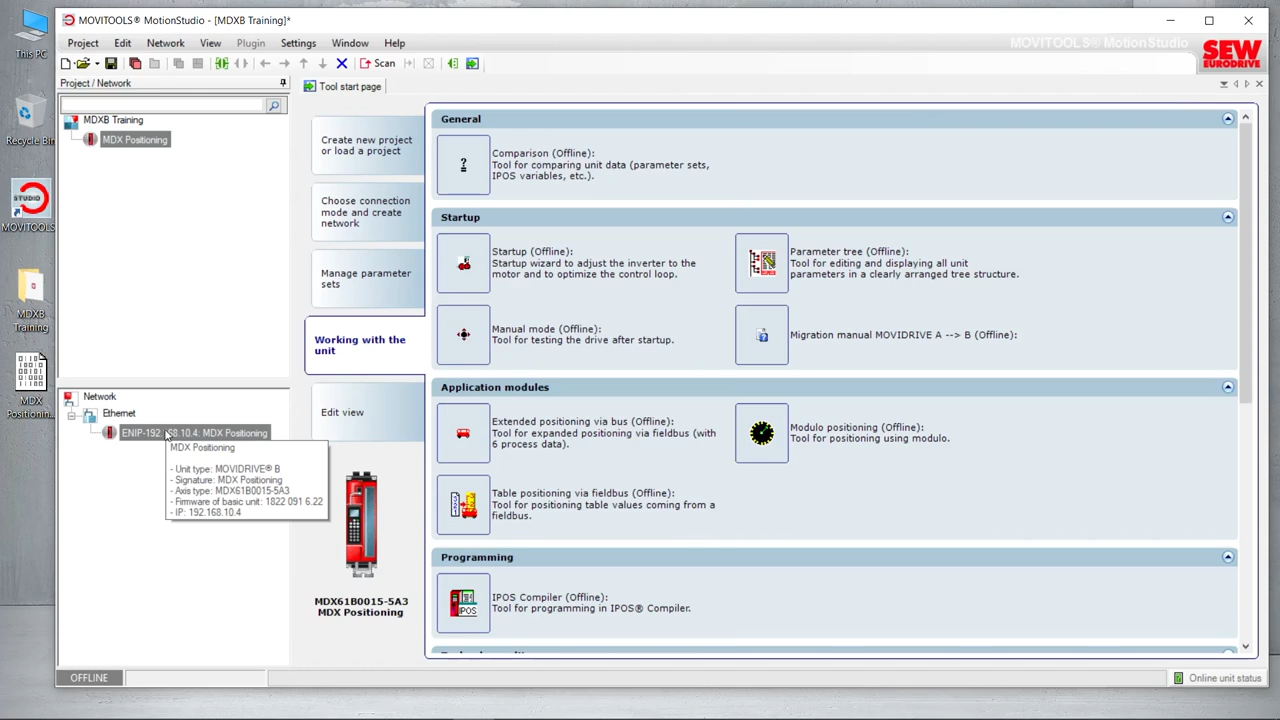 This PC
Recycle Bin
STUDIO
MOVITOOLS
MDXB
Training
MDX
Positionin...
MOVITOOLS® MotionStudio - [MDXB Training]*
Project Edit Network View Plugin Settings Window Help
MOVITOOLS® MotionStudio
SEW
EURODRIVE
Scan
Project / Network
Tool start page
MDXB Training
MDX Positioning
Network
Ethernet
ENIP-192.168.10.4: MDX Positioning
MDX Positioning
- Unit type: MOVIDRIVE® B
- Signature: MDX Positioning
- Axis type: MDX61B0015-5A3
- Firmware of basic unit: 1822 091 6.22
- IP: 192.168.10.4
Create new project
or load a project
Choose connection
mode and create
network
Manage parameter
sets
Working with the
unit
Edit view
MDX61B0015-5A3
MDX Positioning
General
Comparison (Offline):
Tool for comparing unit data (parameter sets,
IPOS variables, etc.).
Startup
Startup (Offline):
Startup wizard to adjust the inverter to the
motor and to optimize the control loop.
Parameter tree (Offline):
Tool for editing and displaying all unit
parameters in a clearly arranged tree structure.
Manual mode (Offline):
Tool for testing the drive after startup.
Migration manual MOVIDRIVE A --> B (Offline):
Application modules
Extended positioning via bus (Offline):
Tool for expanded positioning via fieldbus (with
6 process data).
Modulo positioning (Offline):
Tool for positioning using modulo.
Table positioning via fieldbus (Offline):
Tool for positioning table values coming from a
fieldbus.
Programming
IPOS
IPOS Compiler (Offline):
Tool for programming in IPOS® Compiler.
OFFLINE
Online unit status